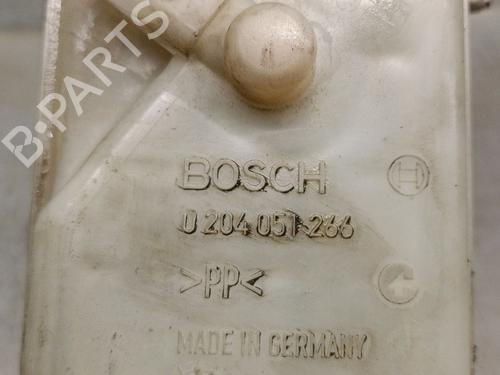 B-PARTS
BOSCH
0 204 051 266
>PP<
MADE IN GERMANY